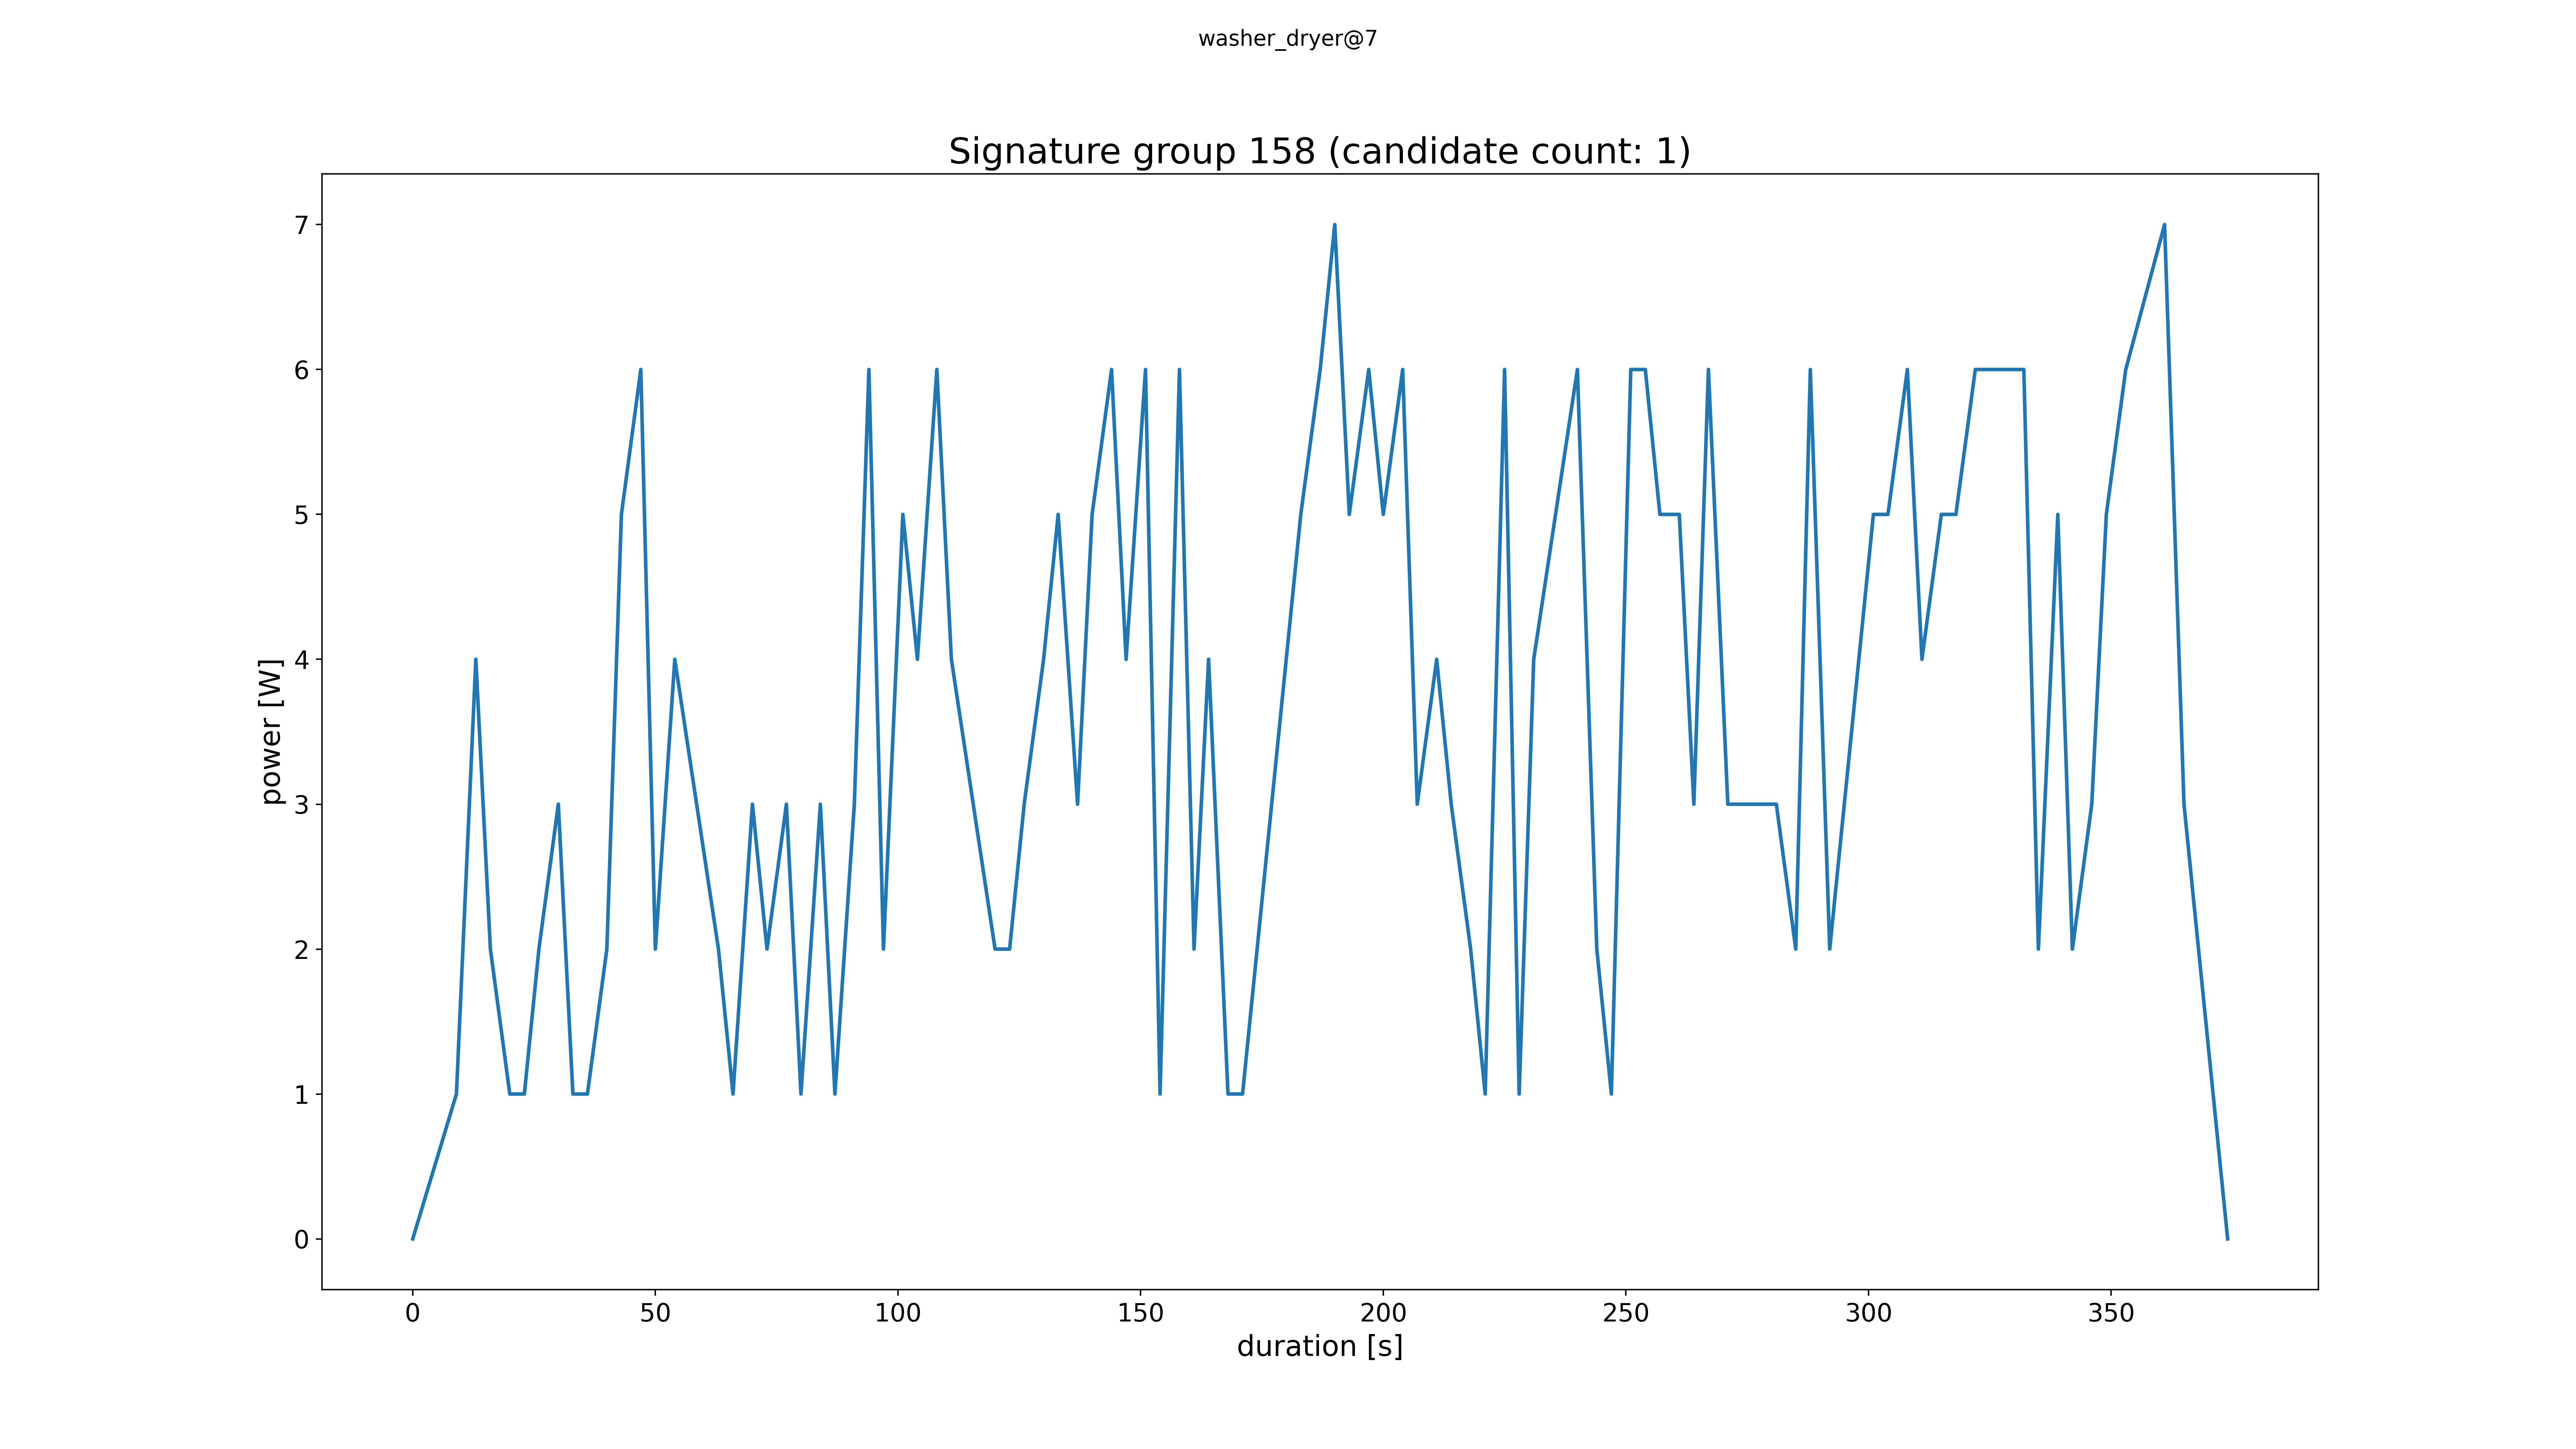 washer_dryer@7
Signature group 158 (candidate count: 1)
7
6
5
4
3
2
1
0
power [W]
0 50 100 150 200 250 300 350
duration [s]